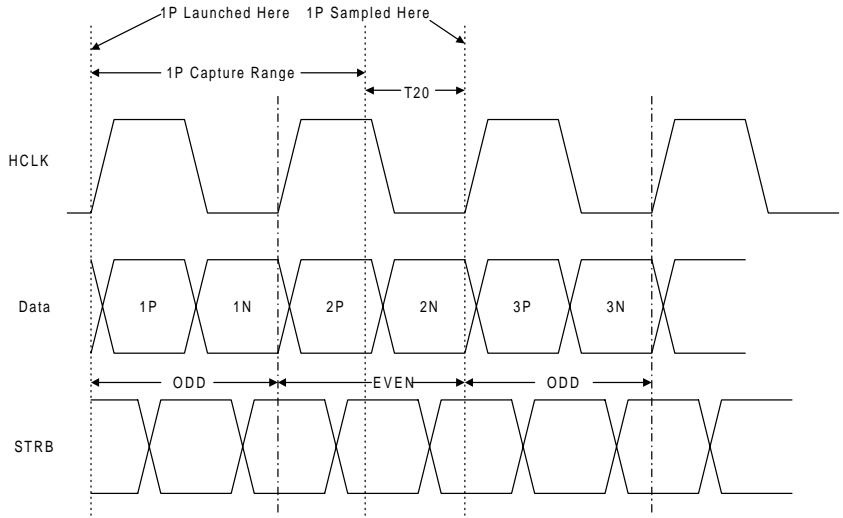 1P Launched Here 1P Sampled Here
1P Capture Range
T20
HCLK
Data 1P 1N 2P 2N 3P 3N
ODD EVEN ODD
STRB